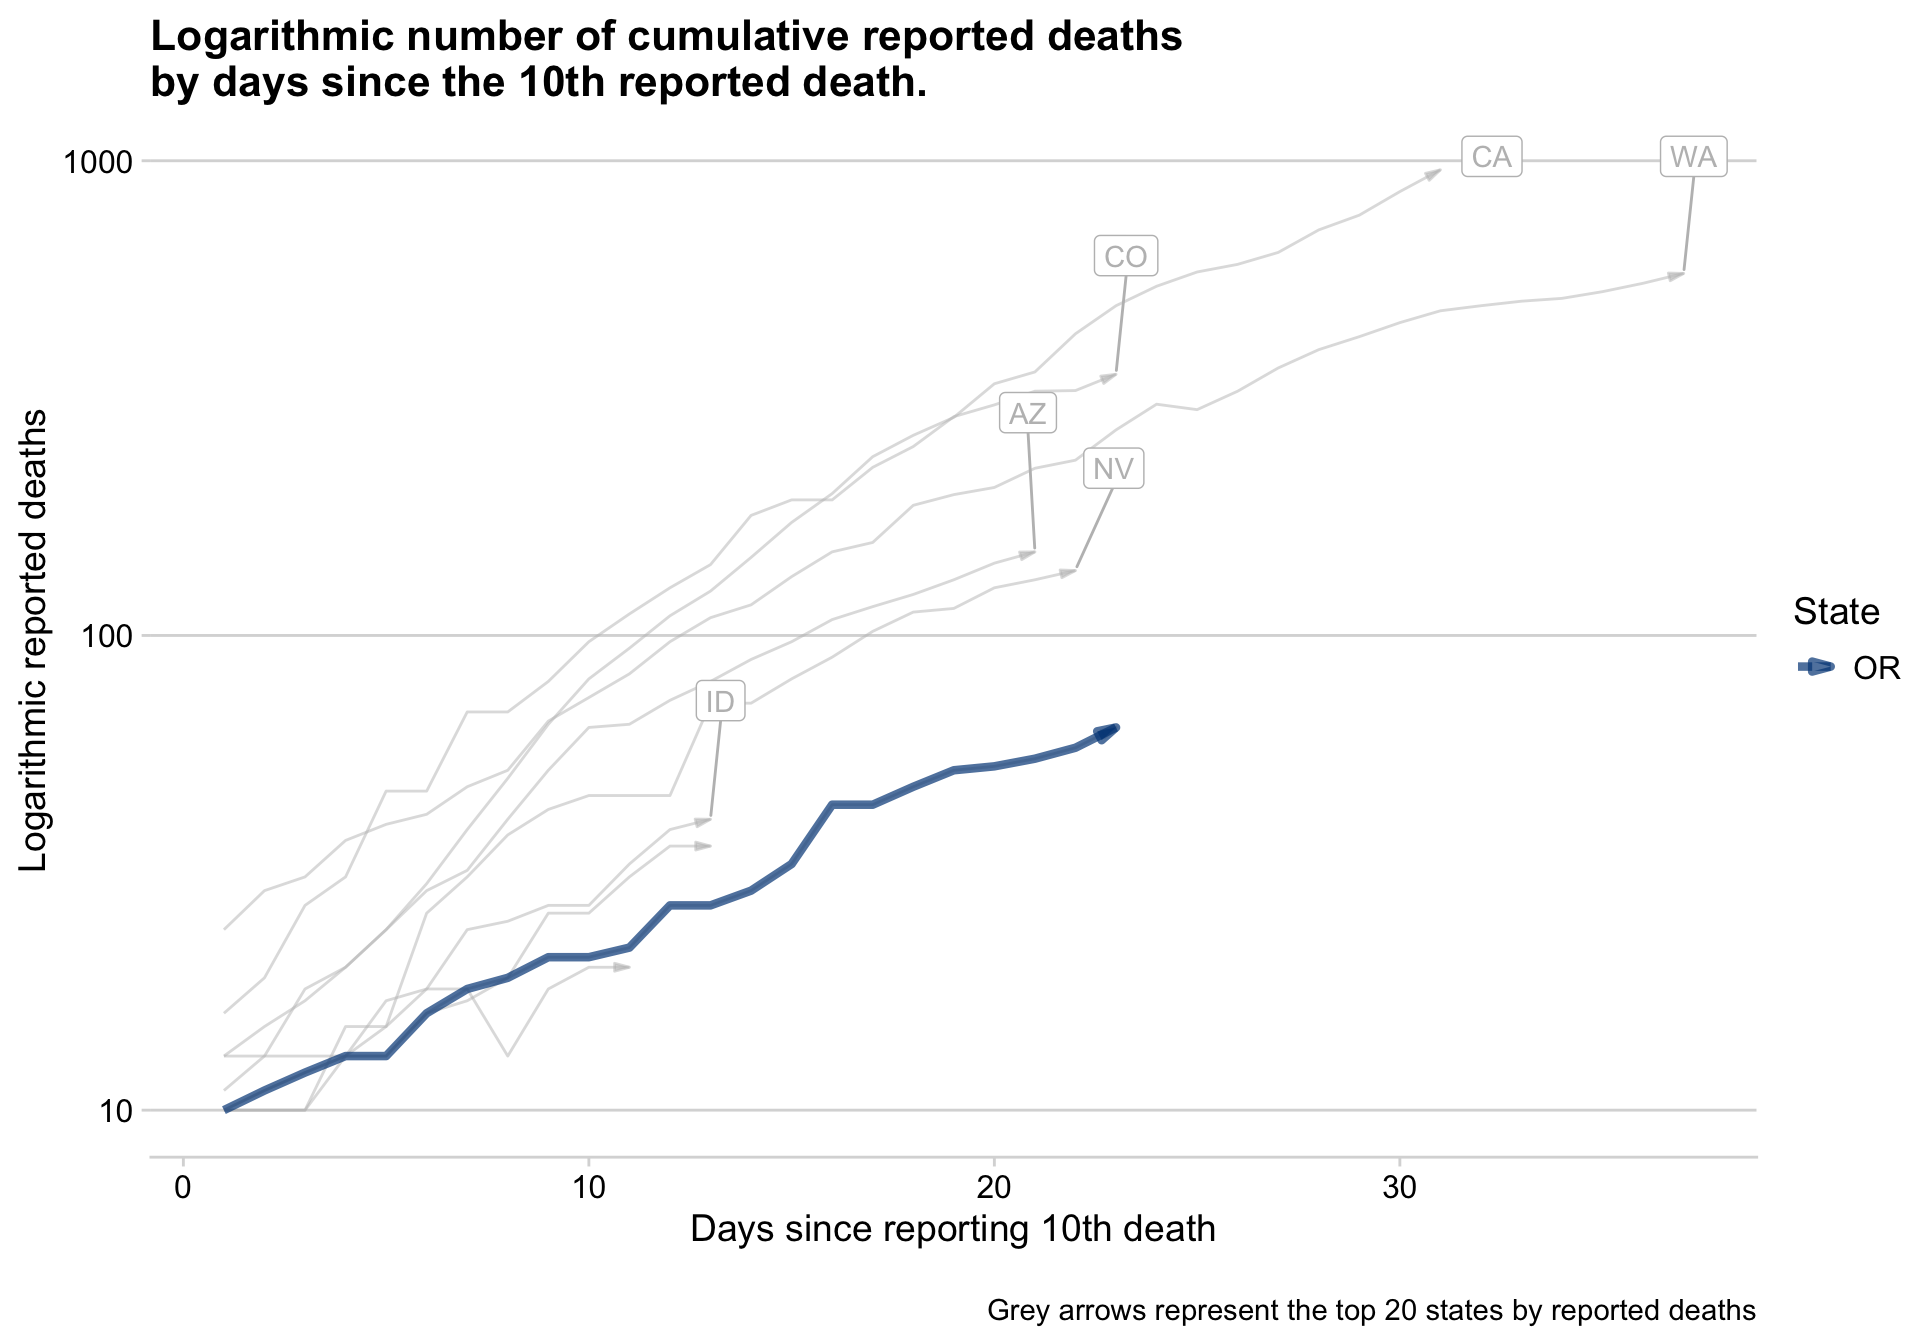 Logarithmic number of cumulative reported deaths
by days since the 10th reported death.
1000
CA
WA
CO
AZ
NV
Logarithmic reported deaths
State
100
OR
ID
10
0
10
20
30
Days since reporting 10th death
Grey arrows represent the top 20 states by reported deaths